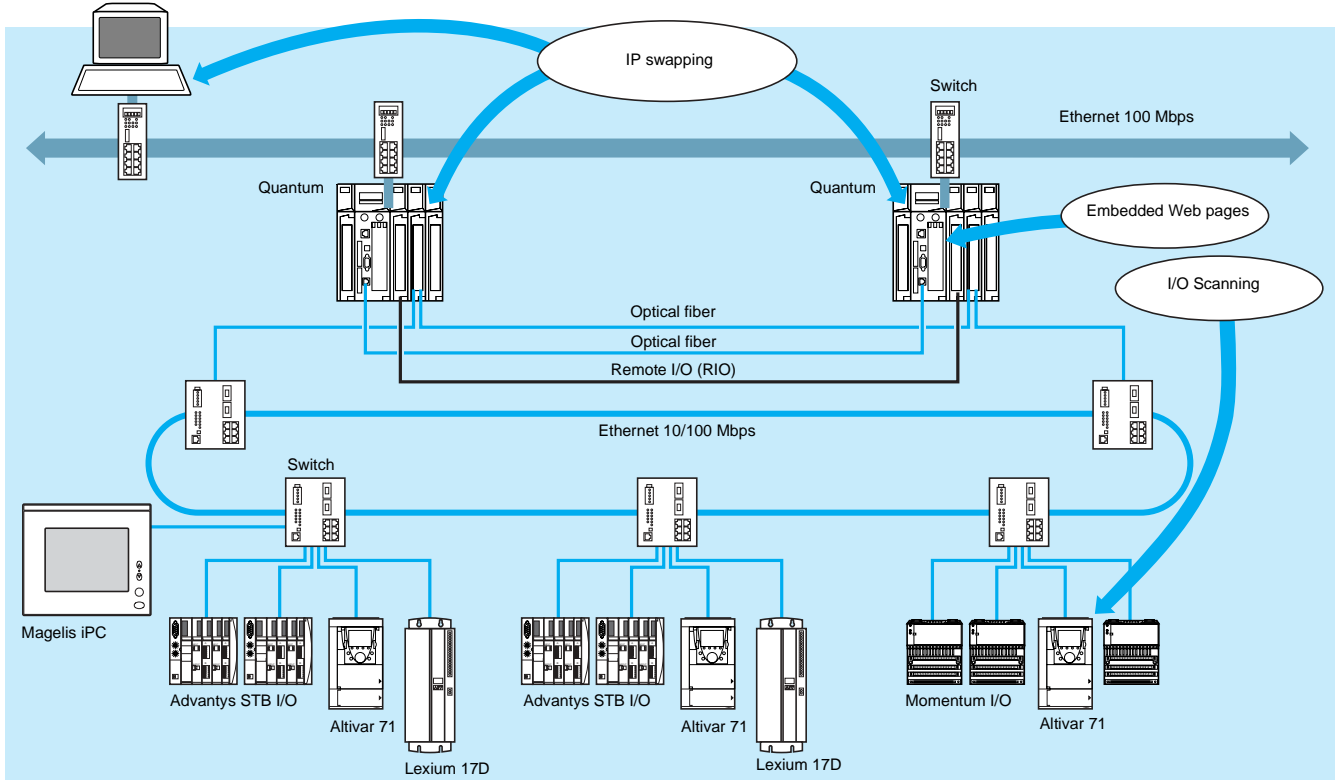 IP swapping
Switch
Ethernet 100 Mbps
Quantum
Quantum
Embedded Web pages
I/O Scanning
Optical fiber
Optical fiber
Remote I/O (RIO)
Ethernet 10/100 Mbps
Switch
Magelis iPC
Advantys STB I/O
Altivar 71
Lexium 17D
Advantys STB I/O
Altivar 71
Lexium 17D
Momentum I/O
Altivar 71